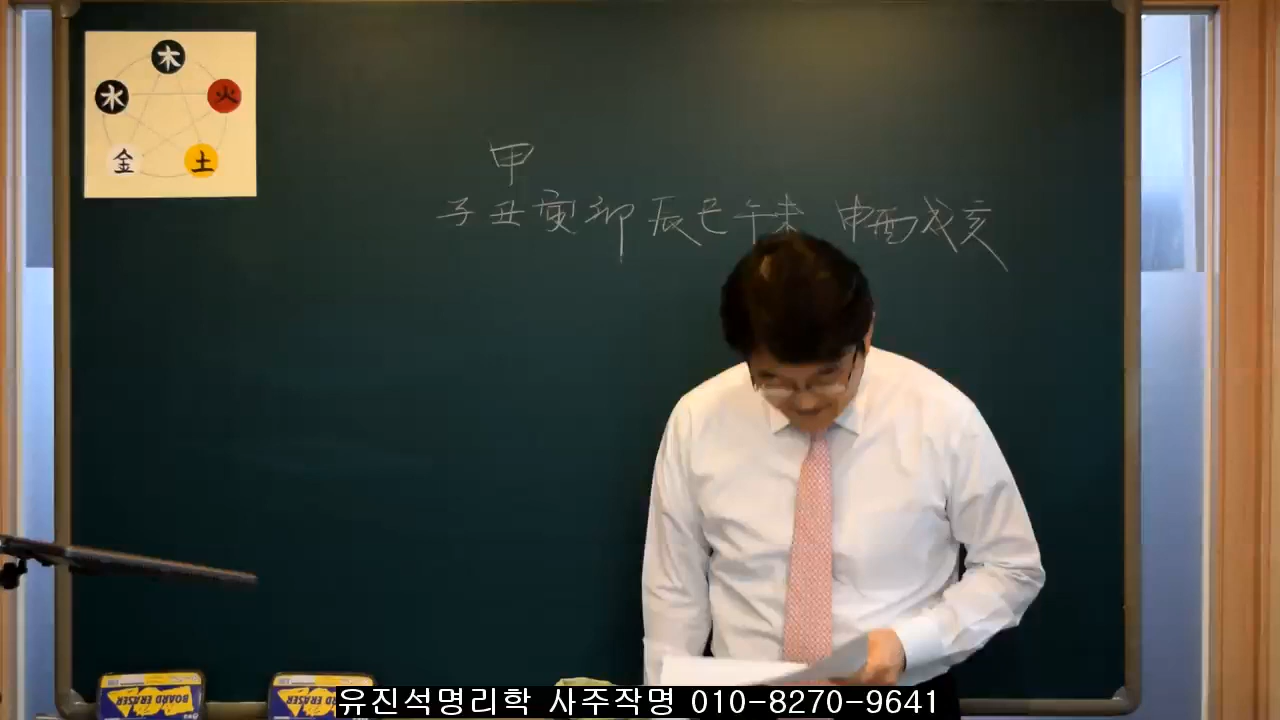 木
水 火
金 土
甲
子丑寅卯 辰巳午未 申酉戌亥
BOARD ERASER BOARD ERASER
유진석명리학 사주작명 010-8270-9641